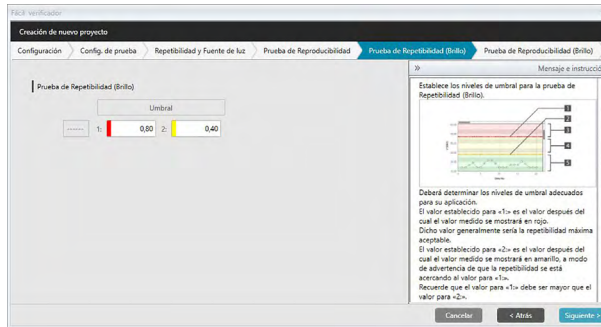 Fácil verificador
Creación de nuevo proyecto
Configuración
Config. de prueba
Repetibilidad y Fuente de luz
Prueba de Reproducibilidad
Prueba de Repetibilidad (Brillo)
Prueba de Reproducibilidad (Brillo)
Prueba de Repetibilidad (Brillo)
Umbral
------ 1: 0,80 2: 0,40
» Mensaje e instrucció
Establece los niveles de umbral para la prueba de
Repetibilidad (Brillo).
1
2
3
4
5
Deberá determinar los niveles de umbral adecuados
para su aplicación.
El valor establecido para «1:» es el valor después del
cual el valor medido se mostrará en rojo.
Dicho valor generalmente sería la repetibilidad máxima
aceptable.
El valor establecido para «2:» es el valor después del
cual el valor medido se mostrará en amarillo, a modo
de advertencia de que la repetibilidad se está
acercando al valor para «1:».
Recuerde que el valor para «1:» debe ser mayor que el
valor para «2:».
Cancelar
< Atrás
Siguiente >